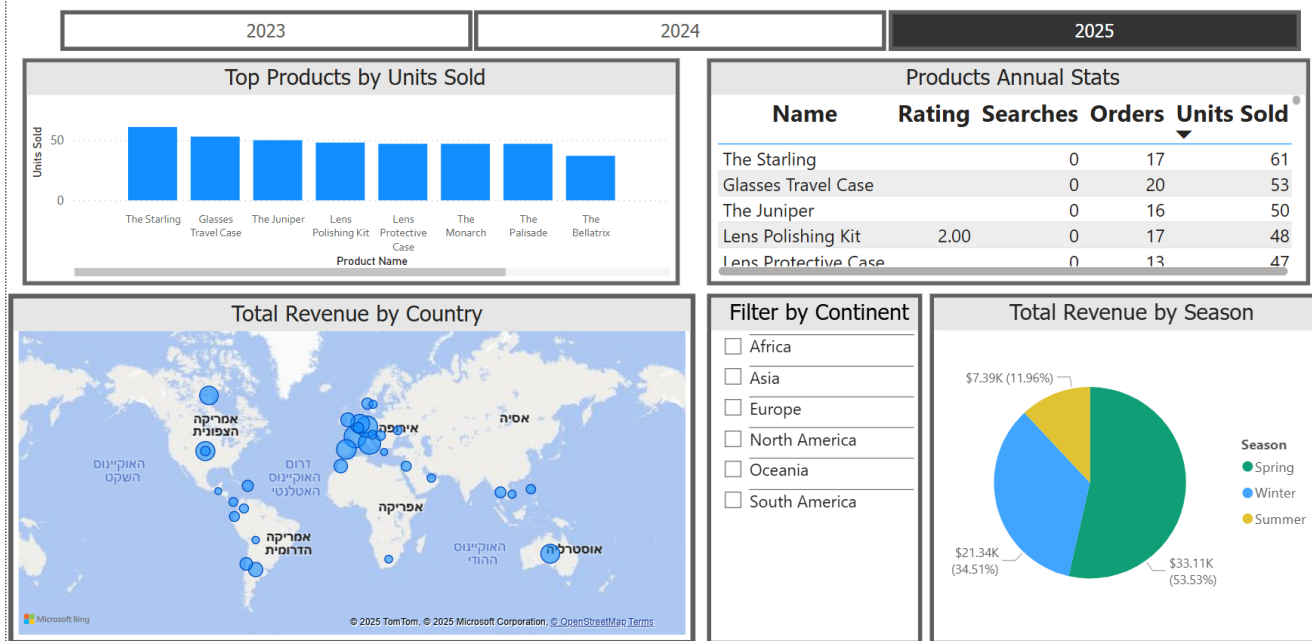 2023
2024
2025
Top Products by Units Sold
Units Sold
50
0
The Starling
Glasses
Travel Case
The Juniper
Lens
Polishing Kit
Lens
Protective
Case
The
Monarch
The
Palisade
The
Bellatrix
Product Name
Products Annual Stats
Name Rating Searches Orders Units Sold
The Starling 0 17 61
Glasses Travel Case 0 20 53
The Juniper 0 16 50
Lens Polishing Kit 2.00 0 17 48
Lens Protective Case 0 13 47
Total Revenue by Country
אמריקה
הצפונית
אירופה
אסיה
האוקיינוס
השקט
דרום
האוקיינוס
האטלנטי
אפריקה
אמריקה
הדרומית
האוקיינוס
ההודי
אוסטרליה
Microsoft Bing
© 2025 TomTom, © 2025 Microsoft Corporation, © OpenStreetMap Terms
Filter by Continent
Africa
Asia
Europe
North America
Oceania
South America
Total Revenue by Season
$7.39K (11.96%)
$21.34K
(34.51%)
$33.11K
(53.53%)
Season
Spring
Winter
Summer